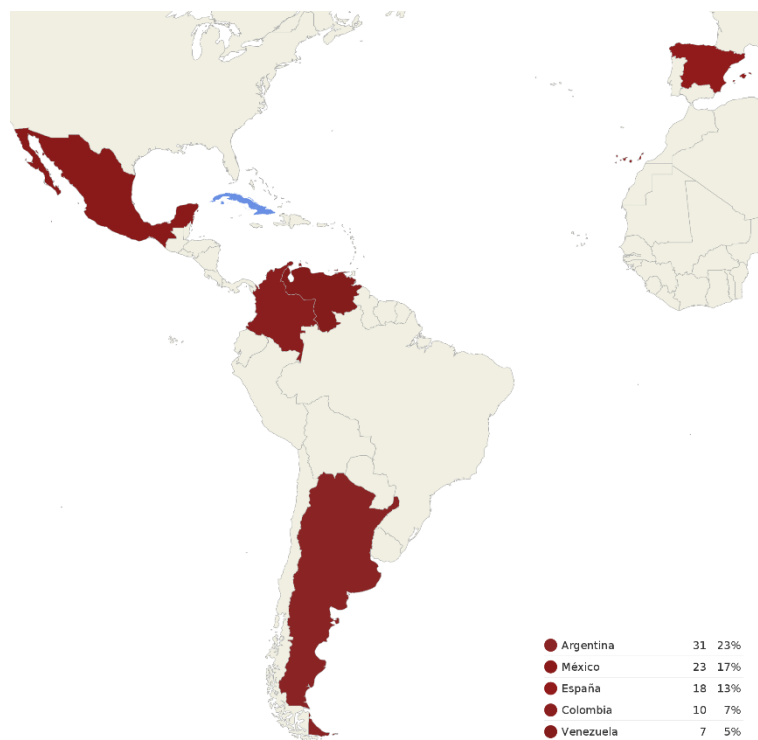 Argentina 31 23%
México 23 17%
España 18 13%
Colombia 10 7%
Venezuela 7 5%